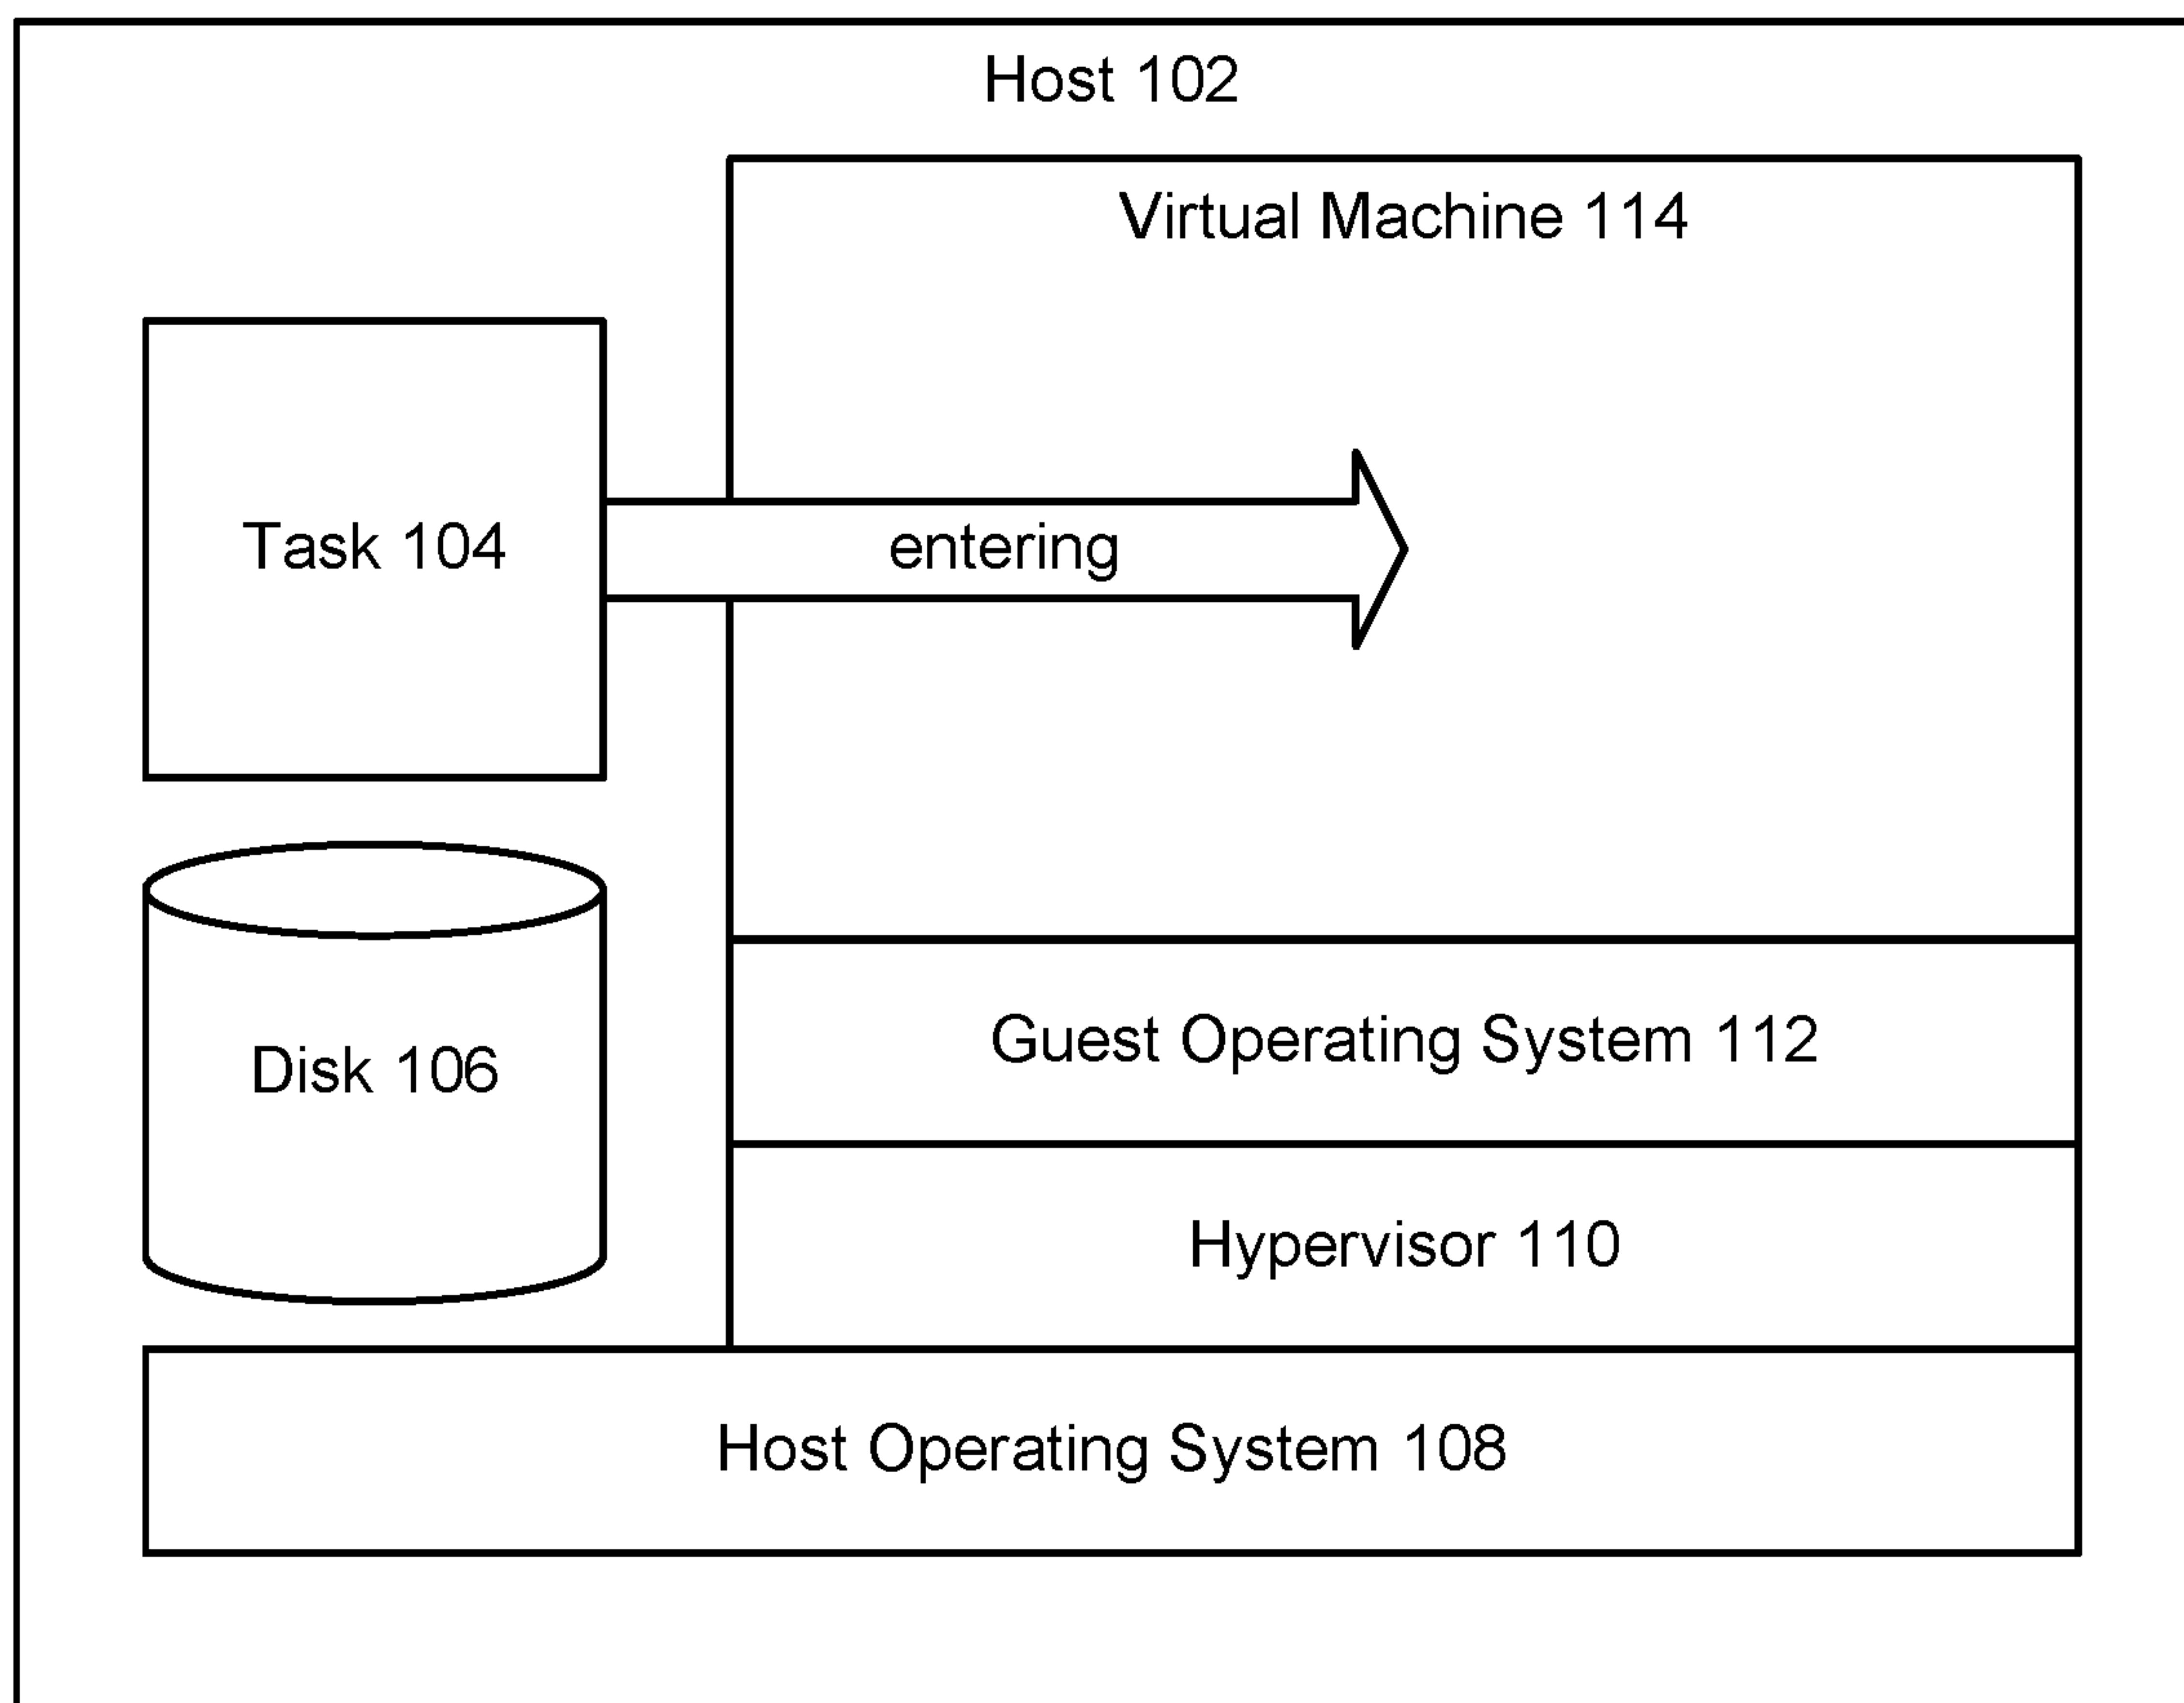 Host 102
Virtual Machine 114
Task 104
entering
Disk 106
Guest Operating System 112
Hypervisor 110
Host Operating System 108